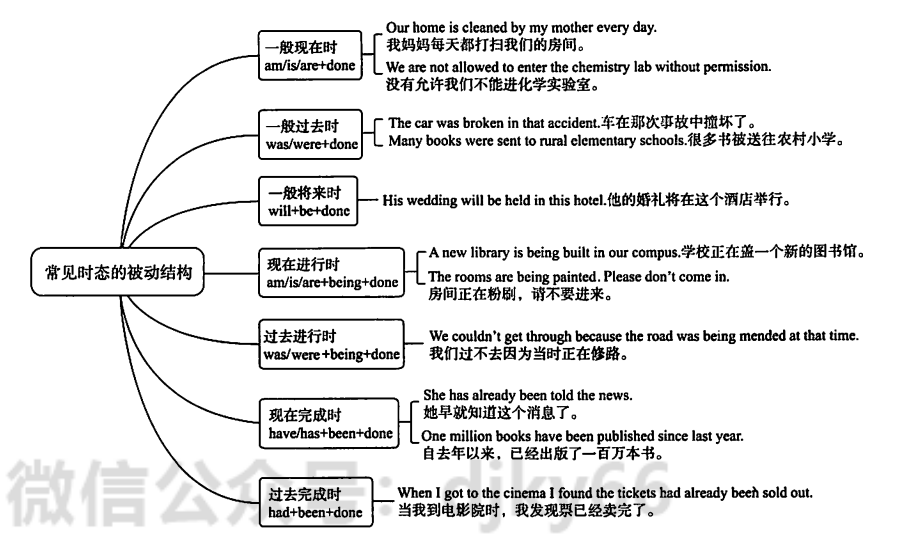 常见时态的被动结构
一般现在时
am/is/are+done
Our home is cleaned by my mother every day.
我妈妈每天都打扫我们的房间。
We are not allowed to enter the chemistry lab without permission.
没有允许我们不能进化学实验室。
一般过去时
was/were+done
The car was broken in that accident.车在那次事故中撞坏了。
Many books were sent to rural elementary schools.很多书被送往农村小学。
一般将来时
will+be+done
His wedding will be held in this hotel.他的婚礼将在这个酒店举行。
现在进行时
am/is/are+being+done
A new library is being built in our compus.学校正在盖一个新的图书馆。
The rooms are being painted. Please don't come in.
房间正在粉刷，请不要进来。
过去进行时
was/were+being+done
We couldn't get through because the road was being mended at that time.
我们过不去因为当时正在修路。
现在完成时
have/has+been+done
She has already been told the news.
她早就知道这个消息了。
One million books have been published since last year.
自去年以来，已经出版了一百万本书。
过去完成时
had+been+done
When I got to the cinema I found the tickets had already been sold out.
当我到电影院时，我发现票已经卖完了。
微信公众号：djky66